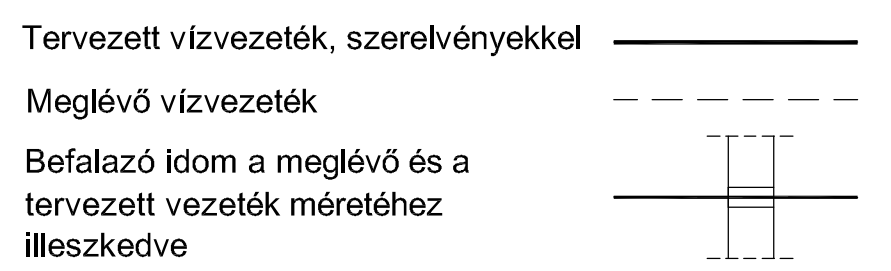 Tervezett vízvezeték, szerelvényekkel
Meglévő vízvezeték
Befalazó idom a meglévő és a
tervezett vezeték méretéhez
illeszkedve